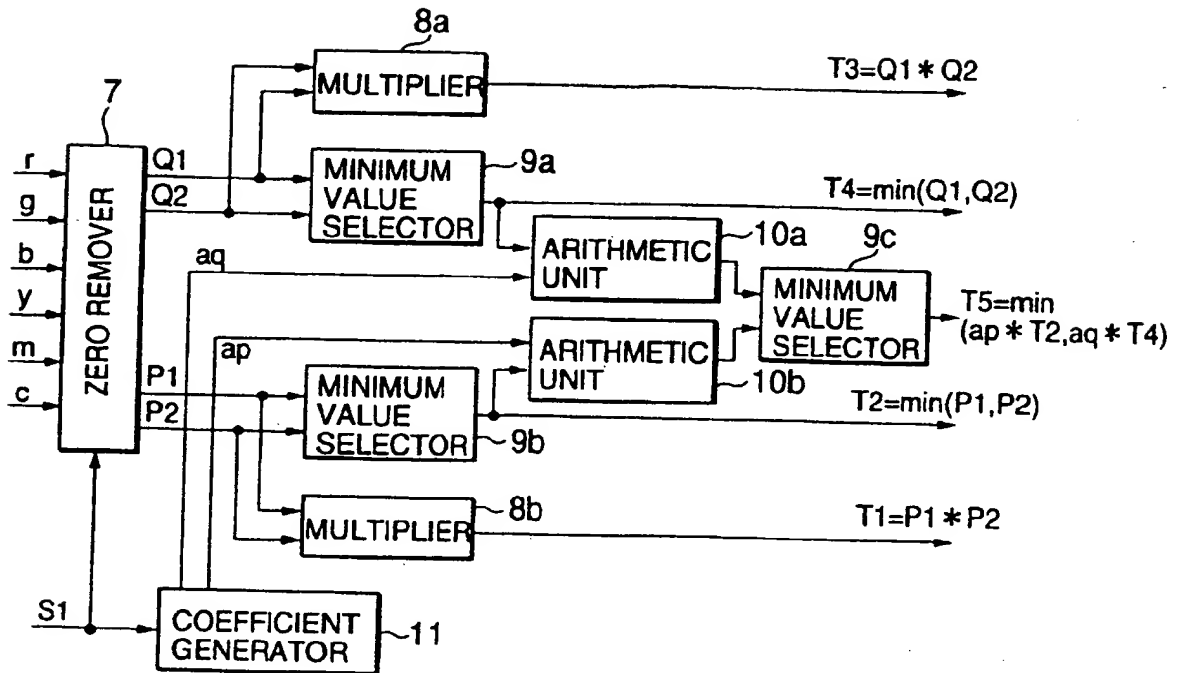 8a
MULTIPLIER
T3=Q1*Q2
7
r
g
b
y
m
c
ZERO REMOVER
Q1
Q2
MINIMUM
VALUE
SELECTOR
9a
T4=min(Q1,Q2)
aq
ARITHMETIC
UNIT
10a
9c
MINIMUM
VALUE
SELECTOR
T5=min
(ap*T2,aq*T4)
ap
ARITHMETIC
UNIT
10b
P1
P2
MINIMUM
VALUE
SELECTOR
9b
T2=min(P1,P2)
MULTIPLIER
8b
T1=P1*P2
S1
COEFFICIENT
GENERATOR
11